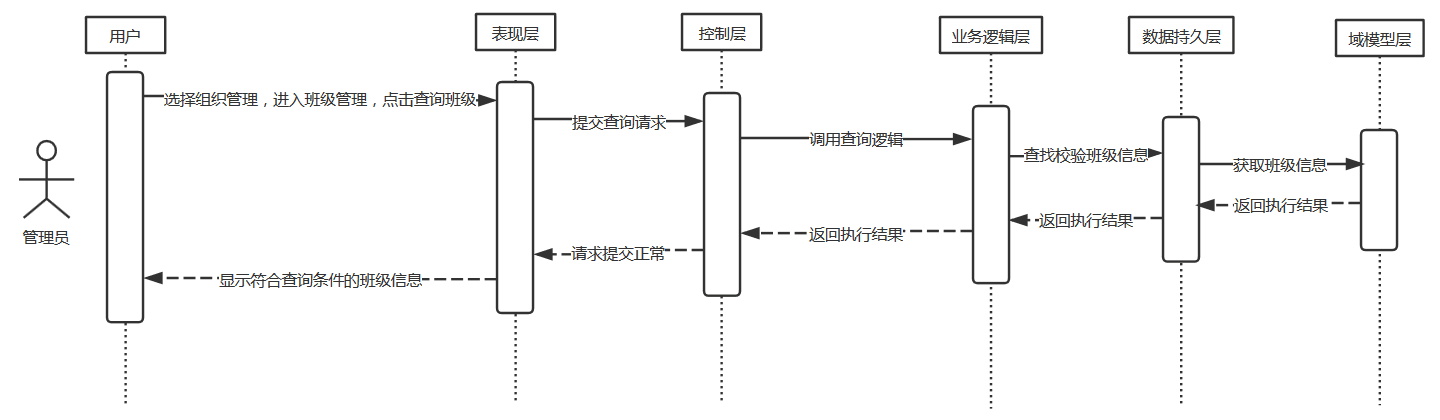 用户
表现层
控制层
业务逻辑层
数据持久层
域模型层
选择组织管理，进入班级管理，点击查询班级
提交查询请求
调用查询逻辑
查找校验班级信息
获取班级信息
返回执行结果
返回执行结果
返回执行结果
请求提交正常
显示符合查询条件的班级信息
管理员